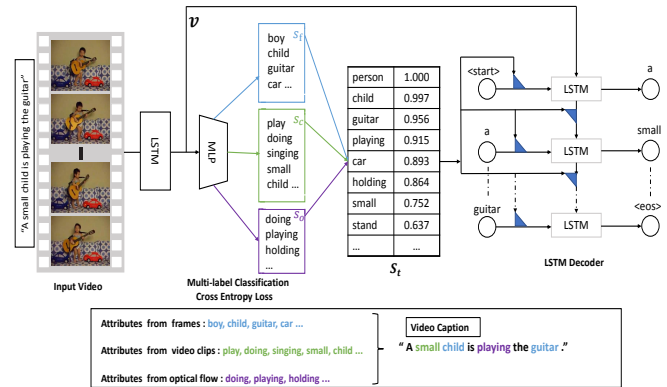 "A small child is playing the guitar"
Input Video
LSTM
v
MLP
Multi-label Classification
Cross Entropy Loss
S_f
boy
child
guitar
car ...
S_c
play
doing
singing
small
child ...
S_o
doing
playing
holding
...
person 1.000
child 0.997
guitar 0.956
playing 0.915
car 0.893
holding 0.864
small 0.752
stand 0.637
... ...
S_t
<start> LSTM a
a LSTM small
guitar LSTM <eos>
LSTM Decoder
Attributes from frames : boy, child, guitar, car ...
Attributes from video clips : play, doing, singing, small, child ...
Attributes from optical flow : doing, playing, holding ...
Video Caption
" A small child is playing the guitar ."